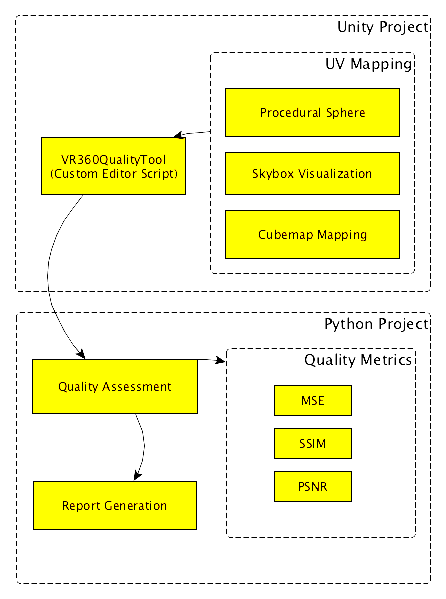 Unity Project
UV Mapping
Procedural Sphere
VR360QualityTool
(Custom Editor Script)
Skybox Visualization
Cubemap Mapping
Python Project
Quality Metrics
Quality Assessment
MSE
SSIM
PSNR
Report Generation